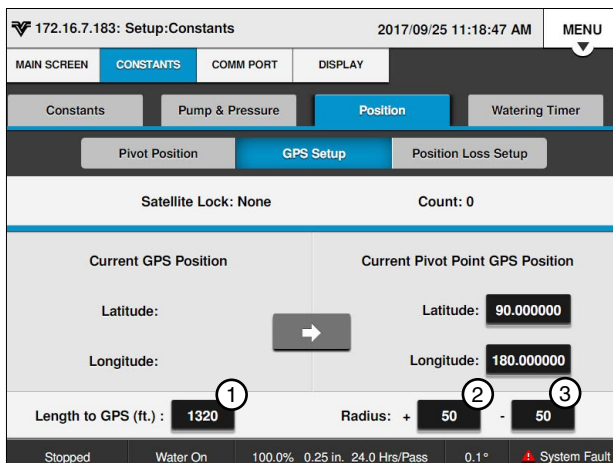 172.16.7.183: Setup:Constants 2017/09/25 11:18:47 AM MENU
MAIN SCREEN CONSTANTS COMM PORT DISPLAY
Constants Pump & Pressure Position Watering Timer
Pivot Position GPS Setup Position Loss Setup
Satellite Lock: None Count: 0
Current GPS Position Current Pivot Point GPS Position
Latitude: Latitude: 90.000000
Longitude: Longitude: 180.000000
1 2 3
Length to GPS (ft.) : 1320 Radius: + 50 - 50
Stopped Water On 100.0% 0.25 in. 24.0 Hrs/Pass 0.1° System Fault